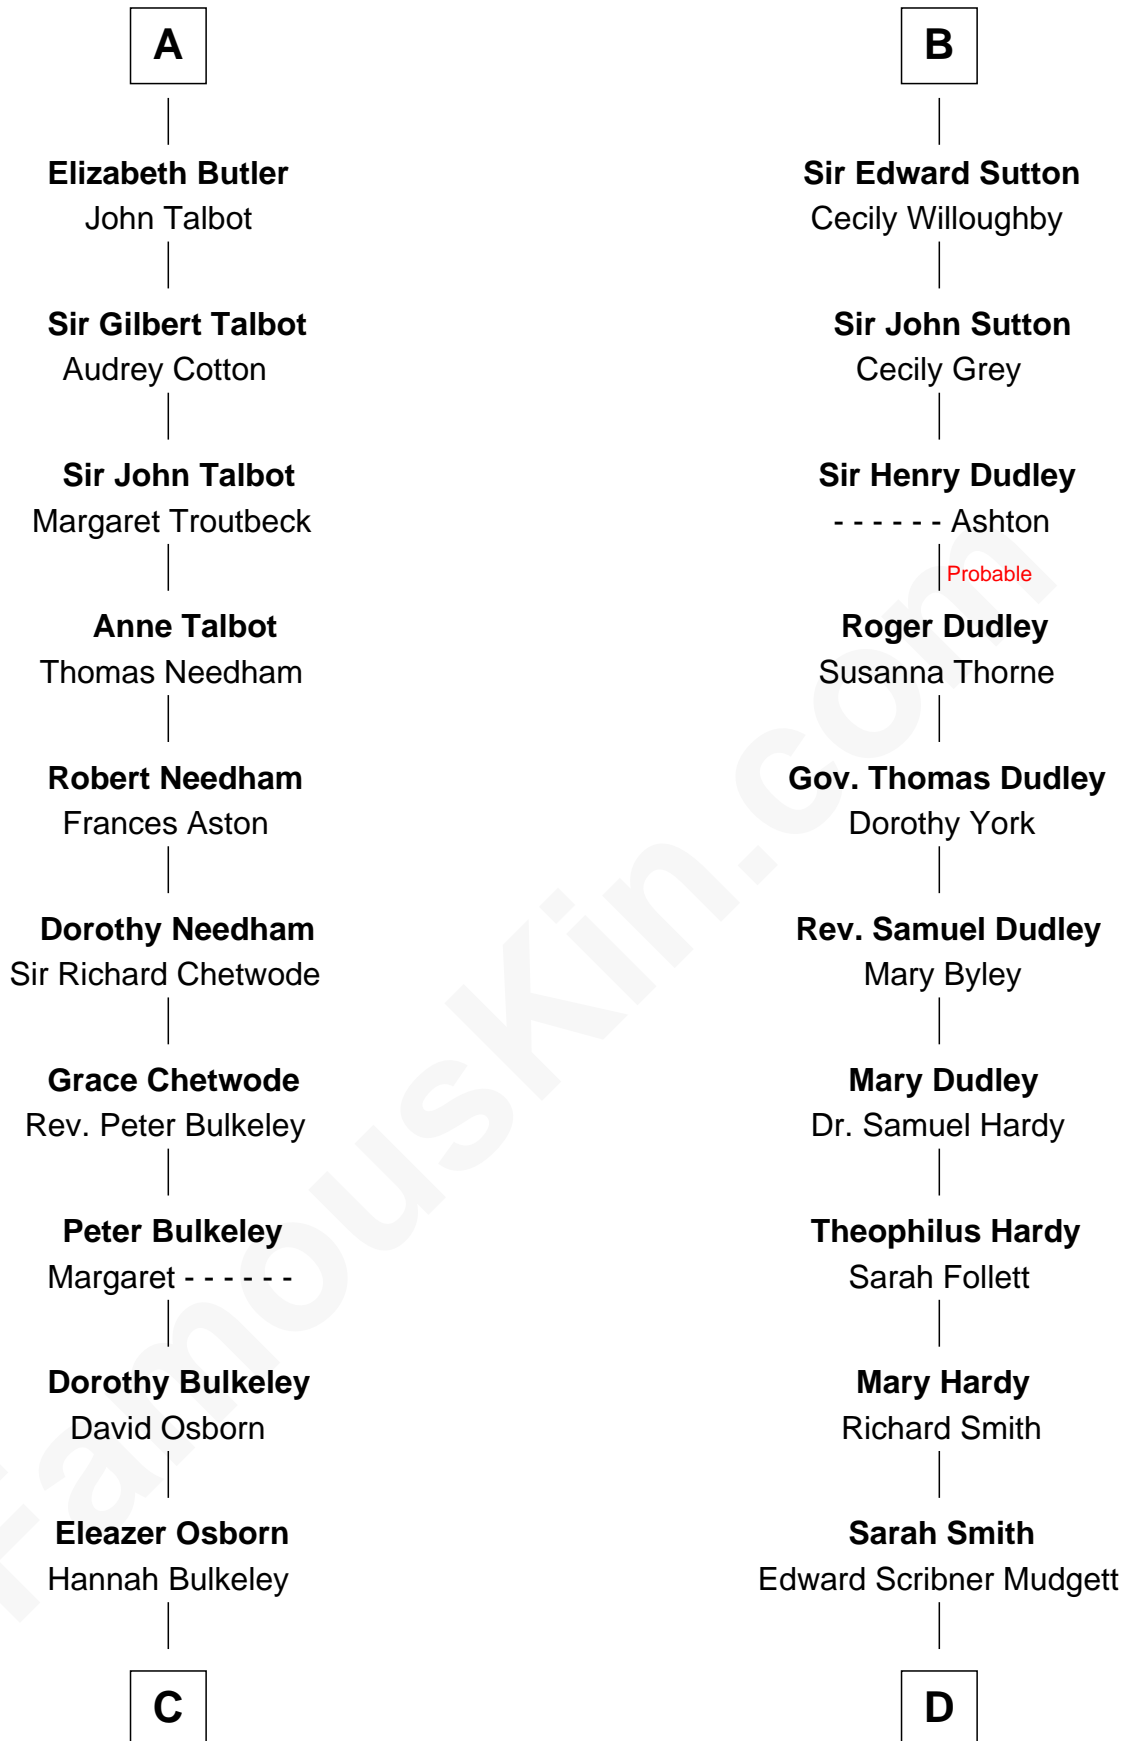 A
Elizabeth Butler
John Talbot
Sir Gilbert Talbot
Audrey Cotton
Sir John Talbot
Margaret Troutbeck
Anne Talbot
Thomas Needham
Robert Needham
Frances Aston
Dorothy Needham
Sir Richard Chetwode
Grace Chetwode
Rev. Peter Bulkeley
Peter Bulkeley
Margaret - - - - - -
Dorothy Bulkeley
David Osborn
Eleazer Osborn
Hannah Bulkeley
C
B
Sir Edward Sutton
Cecily Willoughby
Sir John Sutton
Cecily Grey
Sir Henry Dudley
- - - - - - Ashton
Probable
Roger Dudley
Susanna Thorne
Gov. Thomas Dudley
Dorothy York
Rev. Samuel Dudley
Mary Byley
Mary Dudley
Dr. Samuel Hardy
Theophilus Hardy
Sarah Follett
Mary Hardy
Richard Smith
Sarah Smith
Edward Scribner Mudgett
D
FamousKin.com